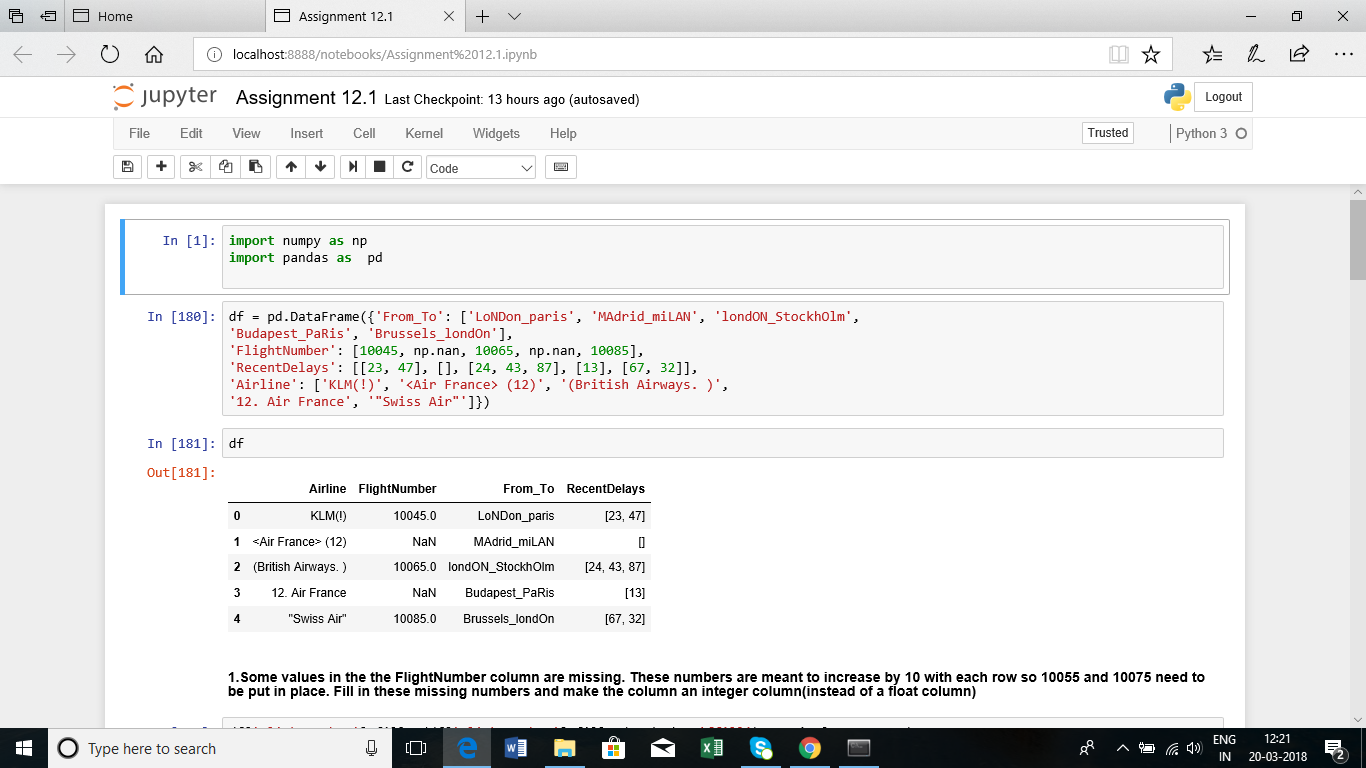 Home
Assignment 12.1
localhost:8888/notebooks/Assignment%2012.1.ipynb
jupyter Assignment 12.1 Last Checkpoint: 13 hours ago (autosaved)
Logout
File Edit View Insert Cell Kernel Widgets Help
Trusted
Python 3
Code
In [1]: import numpy as np
import pandas as  pd
In [180]: df = pd.DataFrame({'From_To': ['LoNDon_paris', 'MAdrid_miLAN', 'londON_StockhOlm',
'Budapest_PaRis', 'Brussels_londOn'],
'FlightNumber': [10045, np.nan, 10065, np.nan, 10085],
'RecentDelays': [[23, 47], [], [24, 43, 87], [13], [67, 32]],
'Airline': ['KLM(!)', '<Air France> (12)', '(British Airways. )',
'12. Air France', '"Swiss Air"']})
In [181]: df
Out[181]:
Airline FlightNumber From_To RecentDelays
0 KLM(!) 10045.0 LoNDon_paris [23, 47]
1 <Air France> (12) NaN MAdrid_miLAN []
2 (British Airways. ) 10065.0 londON_StockhOlm [24, 43, 87]
3 12. Air France NaN Budapest_PaRis [13]
4 "Swiss Air" 10085.0 Brussels_londOn [67, 32]
1.Some values in the the FlightNumber column are missing. These numbers are meant to increase by 10 with each row so 10055 and 10075 need to
be put in place. Fill in these missing numbers and make the column an integer column(instead of a float column)
Type here to search
ENG
IN
12:21
20-03-2018
2